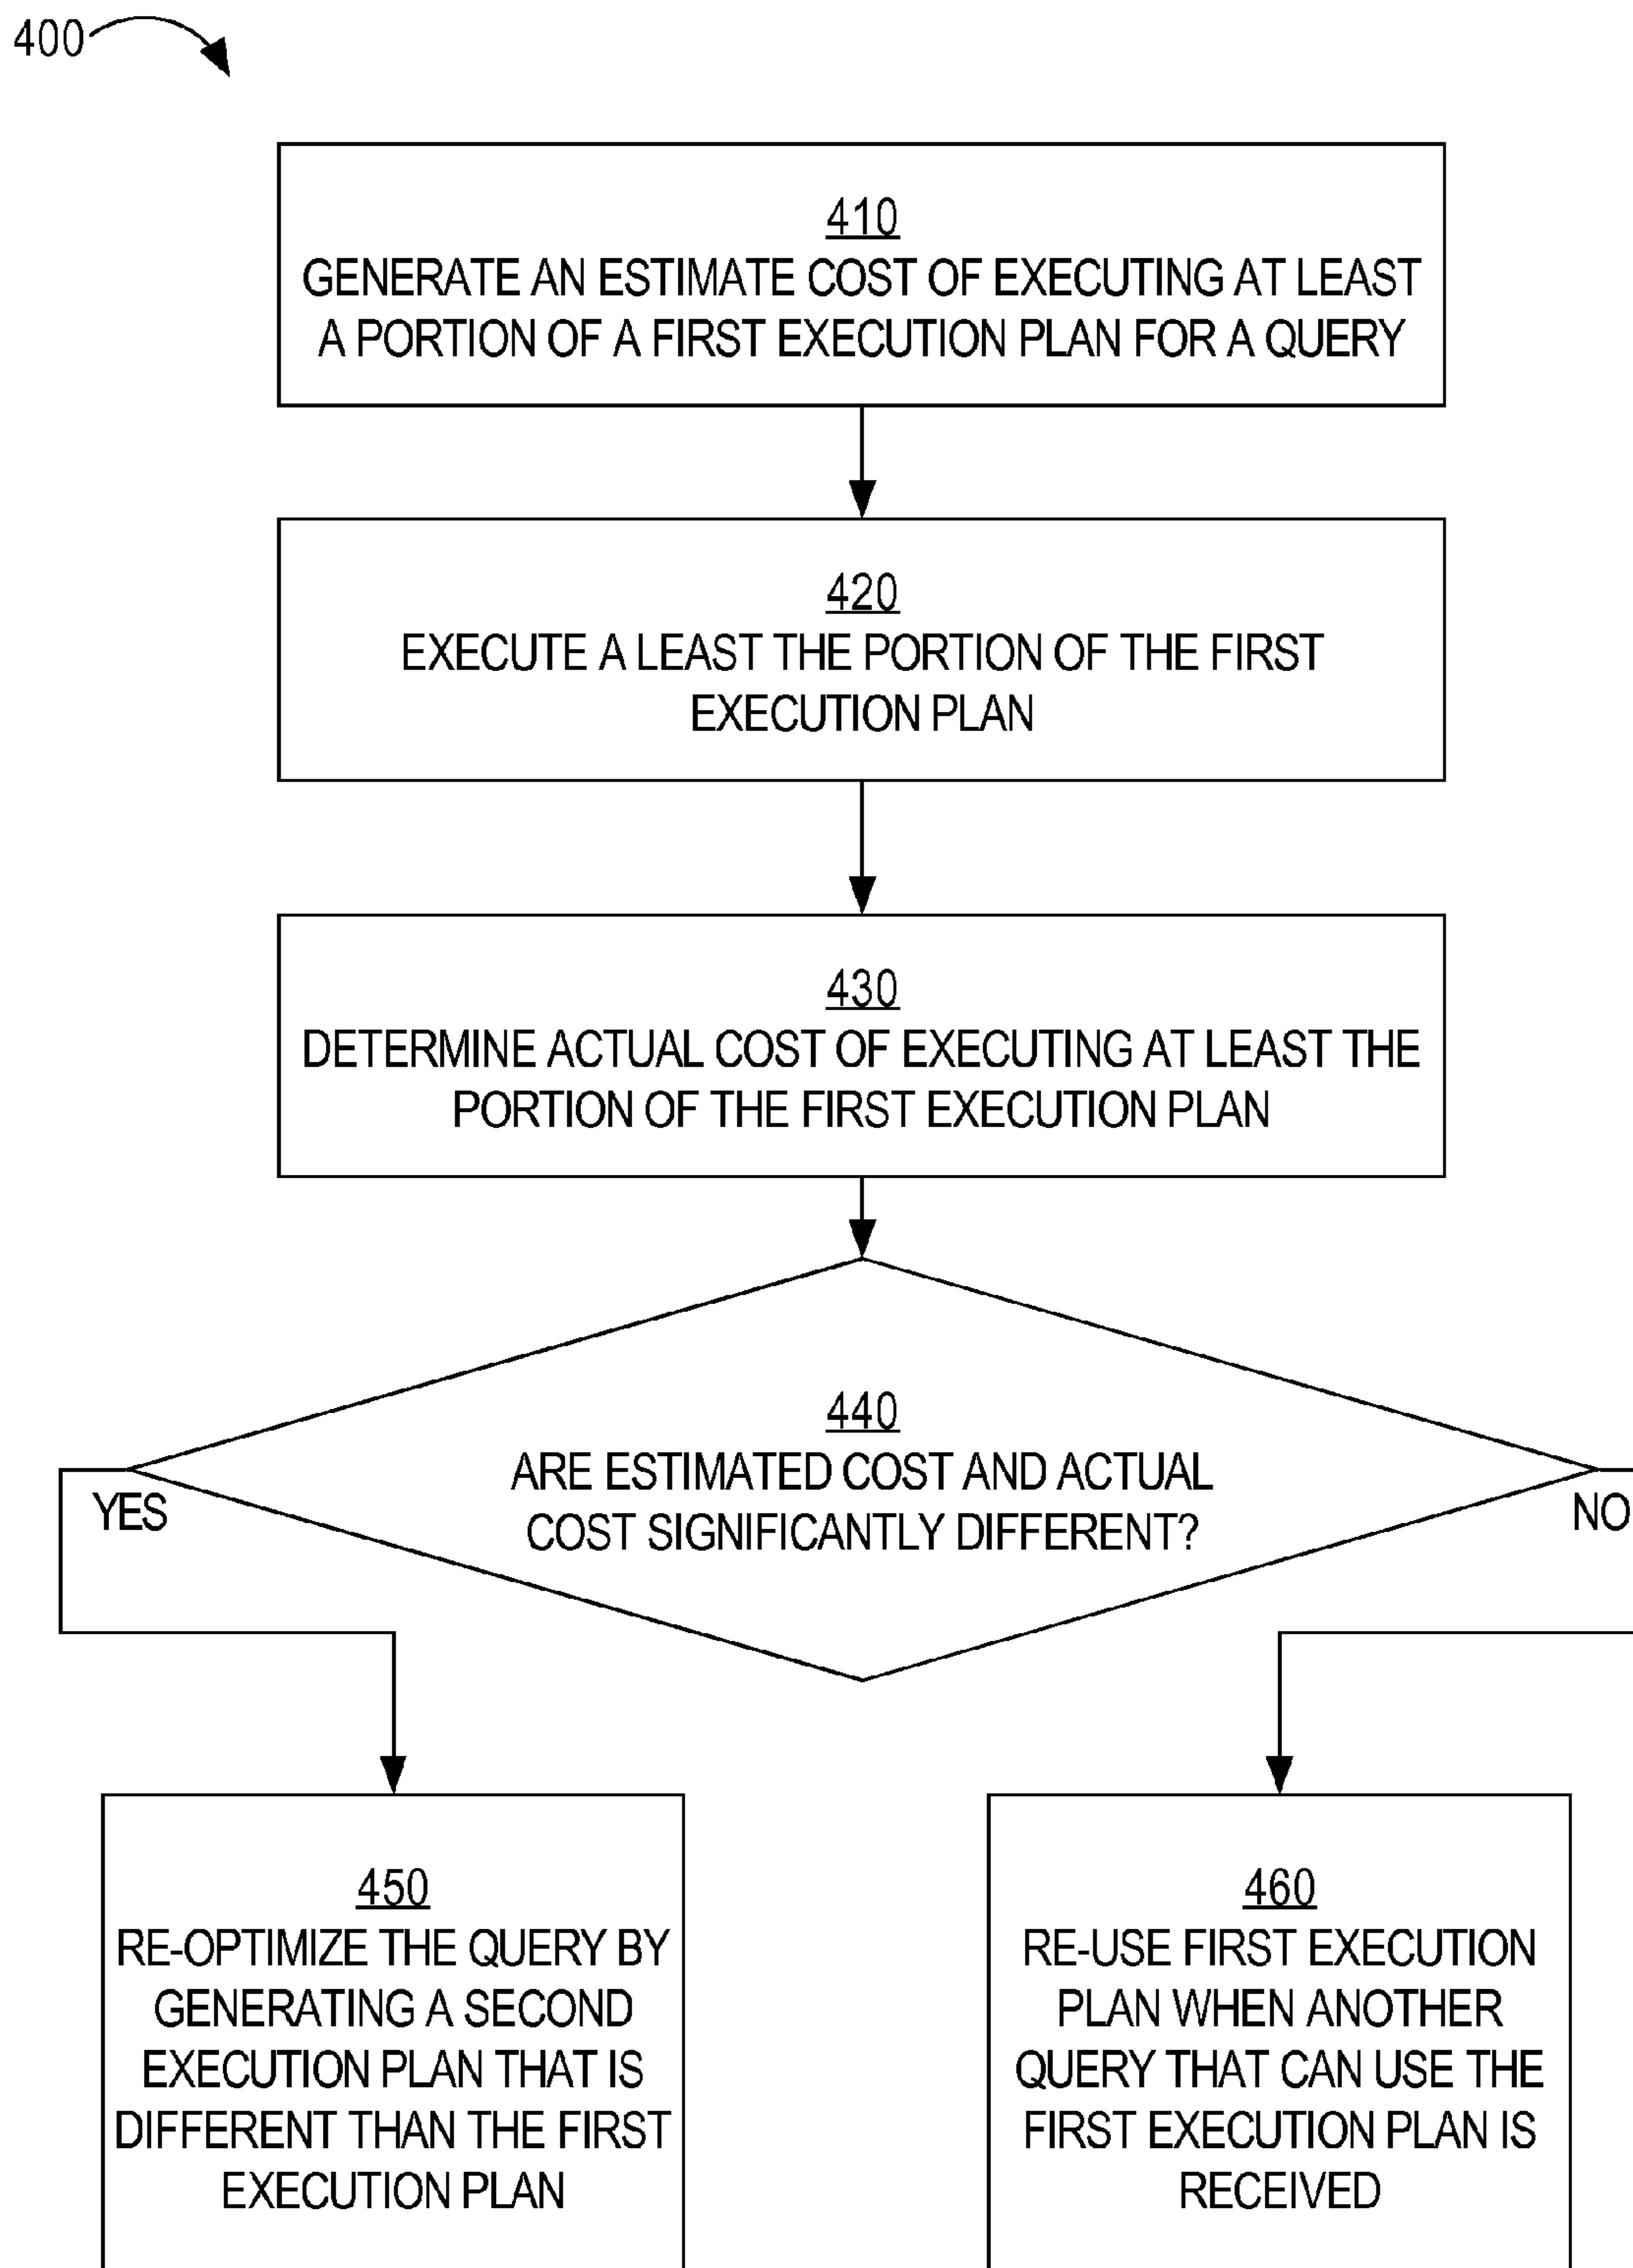 400
410
GENERATE AN ESTIMATE COST OF EXECUTING AT LEAST
A PORTION OF A FIRST EXECUTION PLAN FOR A QUERY
420
EXECUTE A LEAST THE PORTION OF THE FIRST
EXECUTION PLAN
430
DETERMINE ACTUAL COST OF EXECUTING AT LEAST THE
PORTION OF THE FIRST EXECUTION PLAN
440
ARE ESTIMATED COST AND ACTUAL
COST SIGNIFICANTLY DIFFERENT?
YES
NO
450
RE-OPTIMIZE THE QUERY BY
GENERATING A SECOND
EXECUTION PLAN THAT IS
DIFFERENT THAN THE FIRST
EXECUTION PLAN
460
RE-USE FIRST EXECUTION
PLAN WHEN ANOTHER
QUERY THAT CAN USE THE
FIRST EXECUTION PLAN IS
RECEIVED